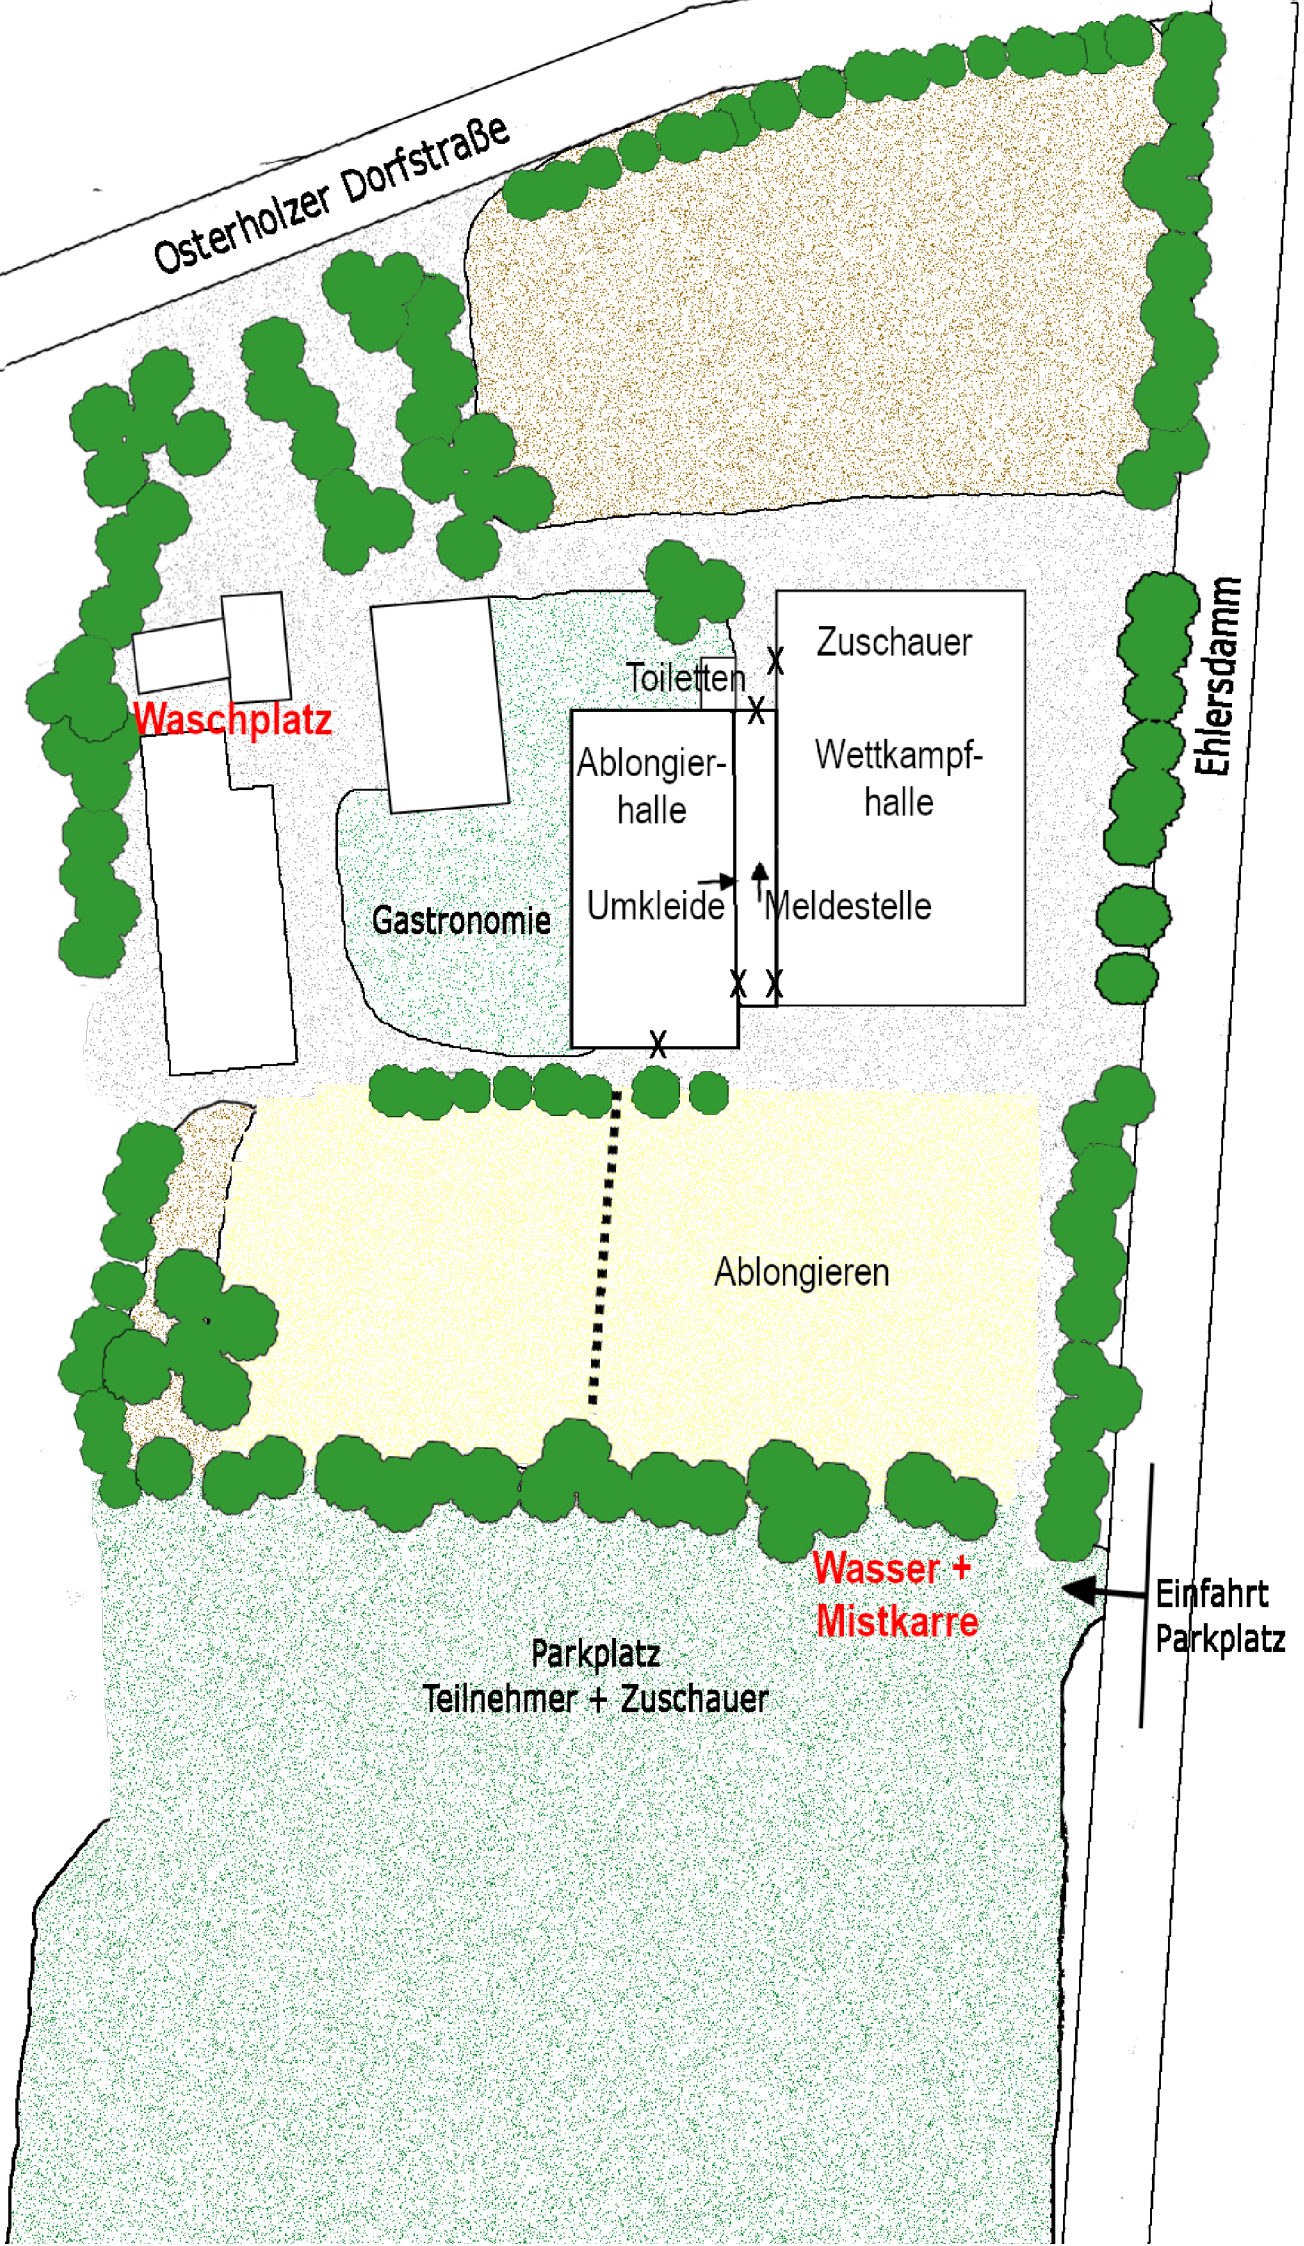 Osterholzer Dorfstraße
Zuschauer
Toiletten
X
X
Waschplatz
Ablongier-
halle
Wettkampf-
halle
Ehlersdamm
Umkleide
Meldestelle
Gastronomie
X
X
X
Ablongieren
Wasser +
Mistkarre
Einfahrt
Parkplatz
Parkplatz
Teilnehmer + Zuschauer